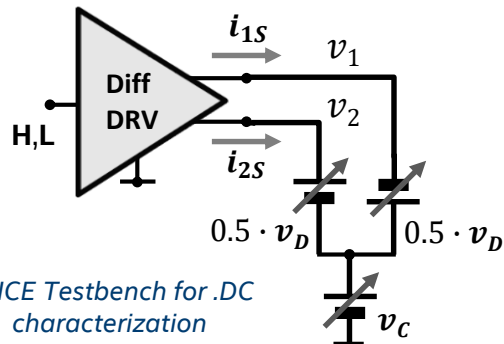 i1S
v1
Diff
DRV
v2
H,L
i2S
0.5 · vD
0.5 · vD
ICE Testbench for .DC
characterization
vC